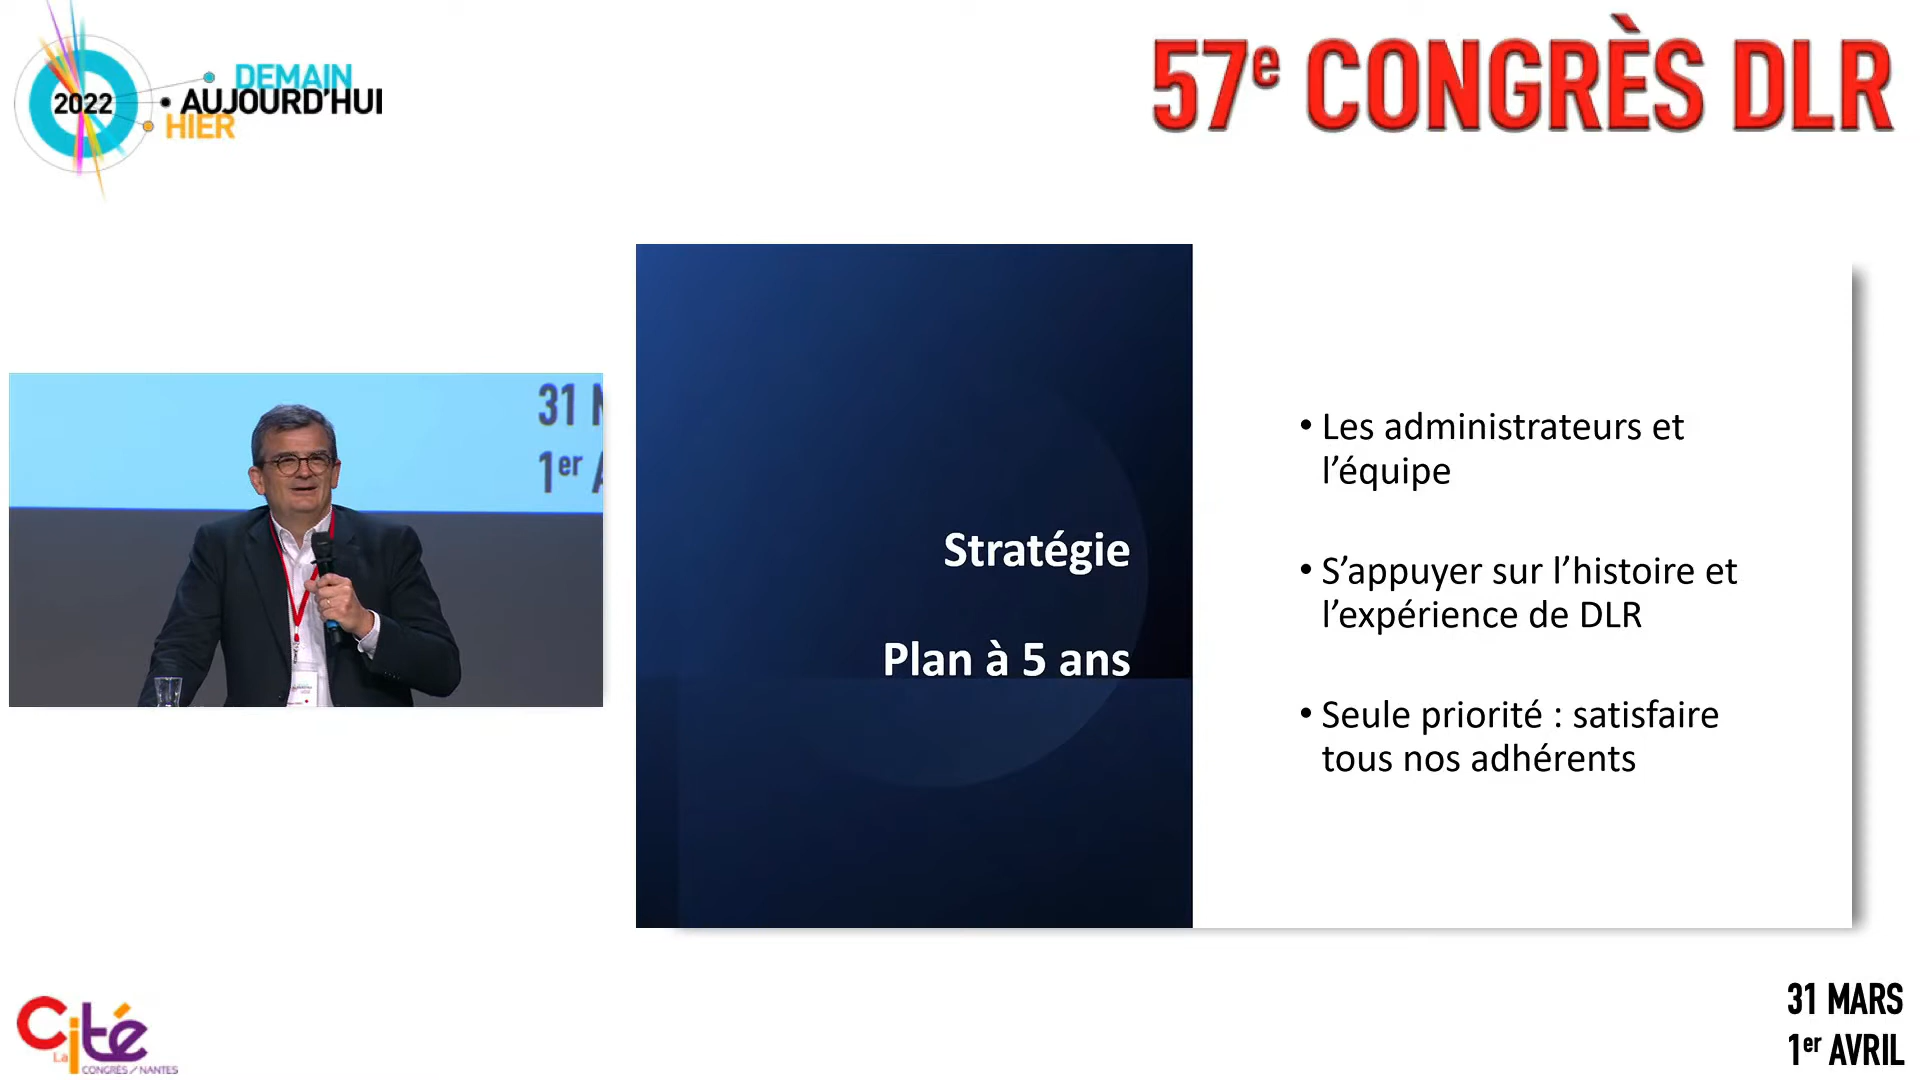 2022
DEMAIN
• AUJOURD'HUI
HIER
57e CONGRÈS DLR
31 M
1er A
Stratégie
Plan à 5 ans
• Les administrateurs et
l’équipe
• S’appuyer sur l’histoire et
l’expérience de DLR
• Seule priorité : satisfaire
tous nos adhérents
La Cité
CONGRÈS / NANTES
31 MARS
1er AVRIL